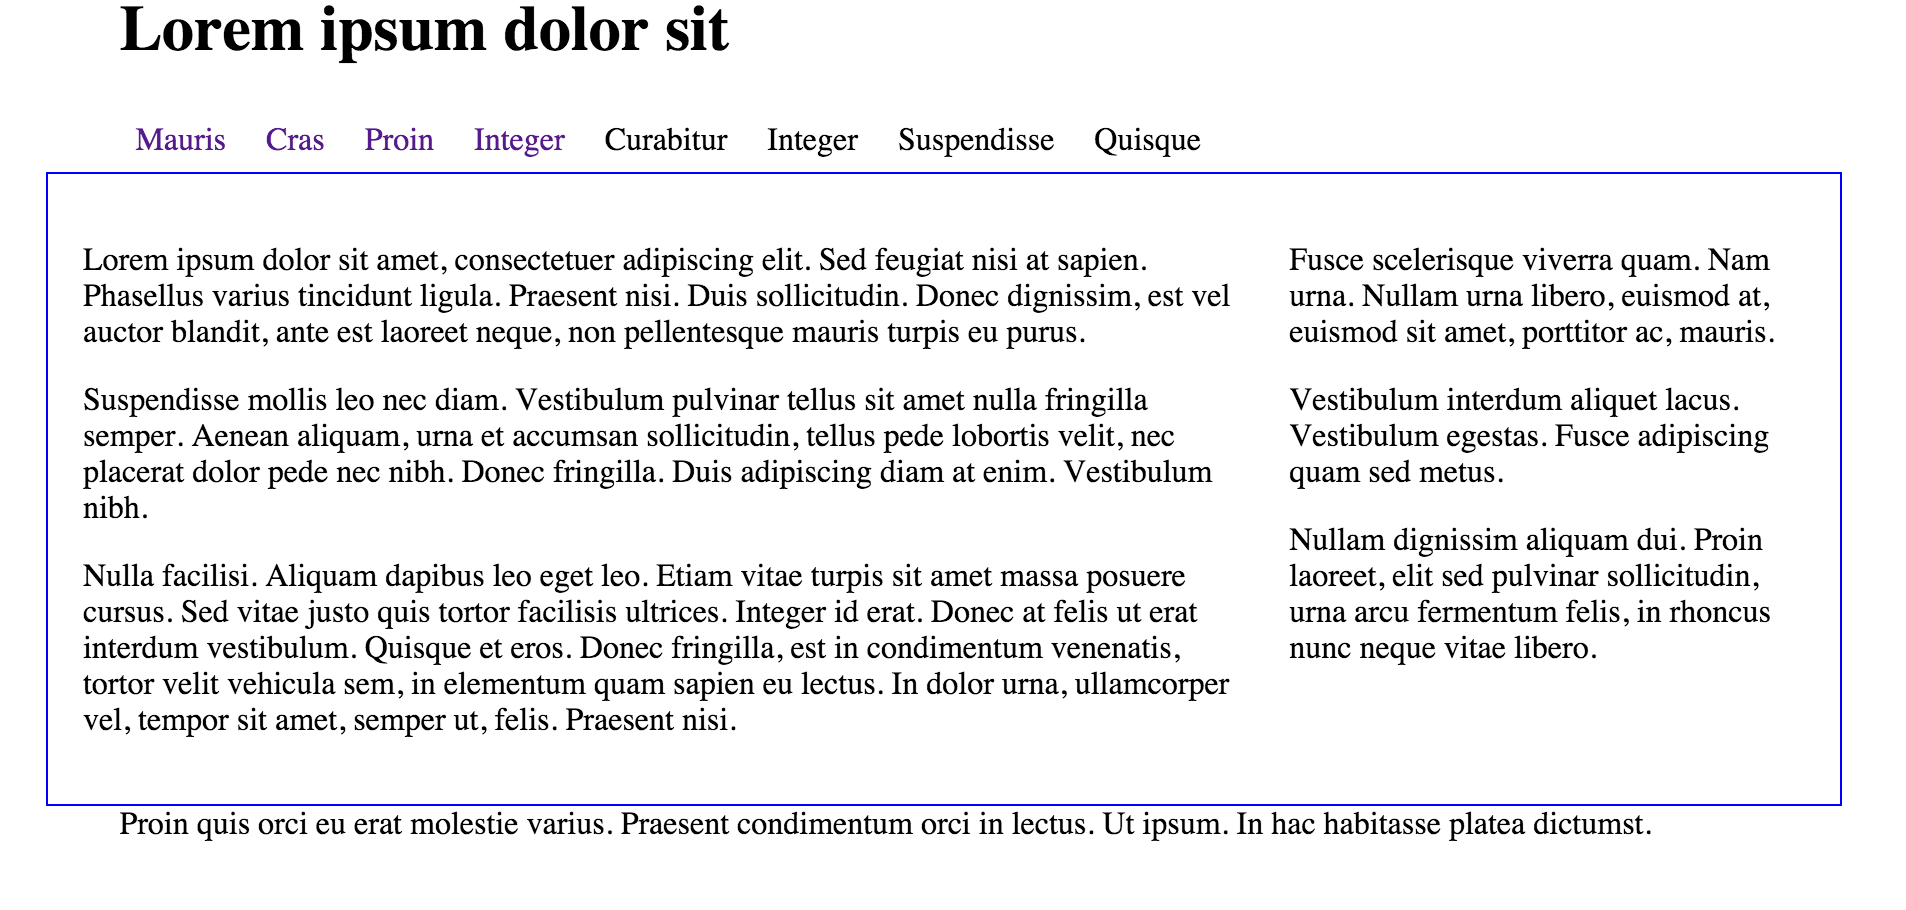 Lorem ipsum dolor sit
Mauris Cras Proin Integer Curabitur Integer Suspendisse Quisque
Lorem ipsum dolor sit amet, consectetuer adipiscing elit. Sed feugiat nisi at sapien.
Phasellus varius tincidunt ligula. Praesent nisi. Duis sollicitudin. Donec dignissim, est vel
auctor blandit, ante est laoreet neque, non pellentesque mauris turpis eu purus.
Suspendisse mollis leo nec diam. Vestibulum pulvinar tellus sit amet nulla fringilla
semper. Aenean aliquam, urna et accumsan sollicitudin, tellus pede lobortis velit, nec
placerat dolor pede nec nibh. Donec fringilla. Duis adipiscing diam at enim. Vestibulum
nibh.
Nulla facilisi. Aliquam dapibus leo eget leo. Etiam vitae turpis sit amet massa posuere
cursus. Sed vitae justo quis tortor facilisis ultrices. Integer id erat. Donec at felis ut erat
interdum vestibulum. Quisque et eros. Donec fringilla, est in condimentum venenatis,
tortor velit vehicula sem, in elementum quam sapien eu lectus. In dolor urna, ullamcorper
vel, tempor sit amet, semper ut, felis. Praesent nisi.
Fusce scelerisque viverra quam. Nam
urna. Nullam urna libero, euismod at,
euismod sit amet, porttitor ac, mauris.
Vestibulum interdum aliquet lacus.
Vestibulum egestas. Fusce adipiscing
quam sed metus.
Nullam dignissim aliquam dui. Proin
laoreet, elit sed pulvinar sollicitudin,
urna arcu fermentum felis, in rhoncus
nunc neque vitae libero.
Proin quis orci eu erat molestie varius. Praesent condimentum orci in lectus. Ut ipsum. In hac habitasse platea dictumst.